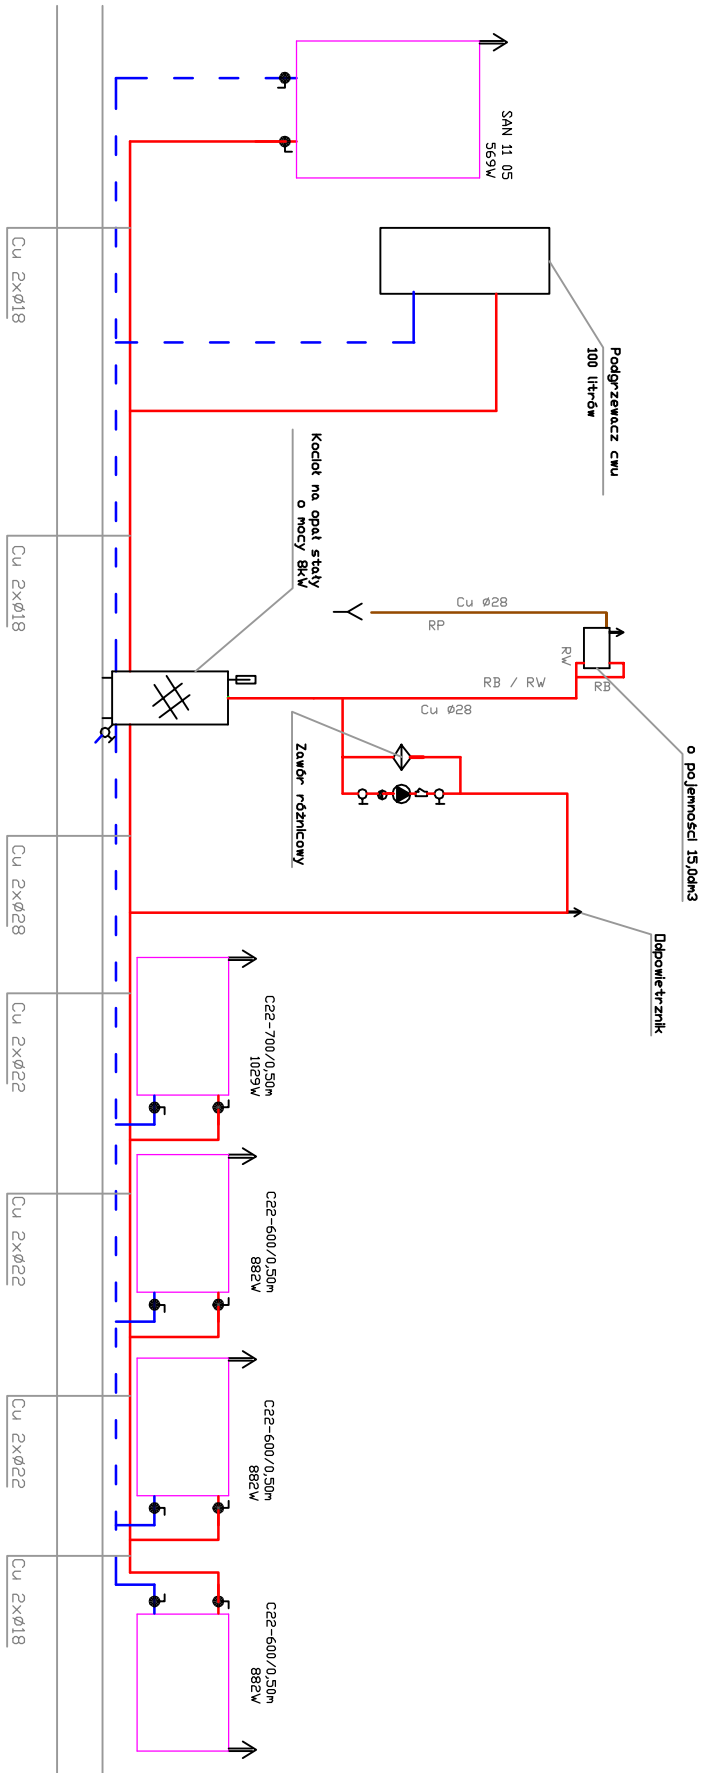 SAN 11 05
569W
Podgrzewacz cwu
100 litrów
Kocioł na opał stały
o mocy 8kW
Cu ø28
RP
RW
RB
RB / RW
Cu ø28
o pojemności 15,0dm3
Zawór różnicowy
Odpowietrznik
C22-700/0,50m
1029W
C22-600/0,50m
882W
C22-600/0,50m
882W
C22-600/0,50m
882W
Cu 2xø18
Cu 2xø18
Cu 2xø28
Cu 2xø22
Cu 2xø22
Cu 2xø22
Cu 2xø18